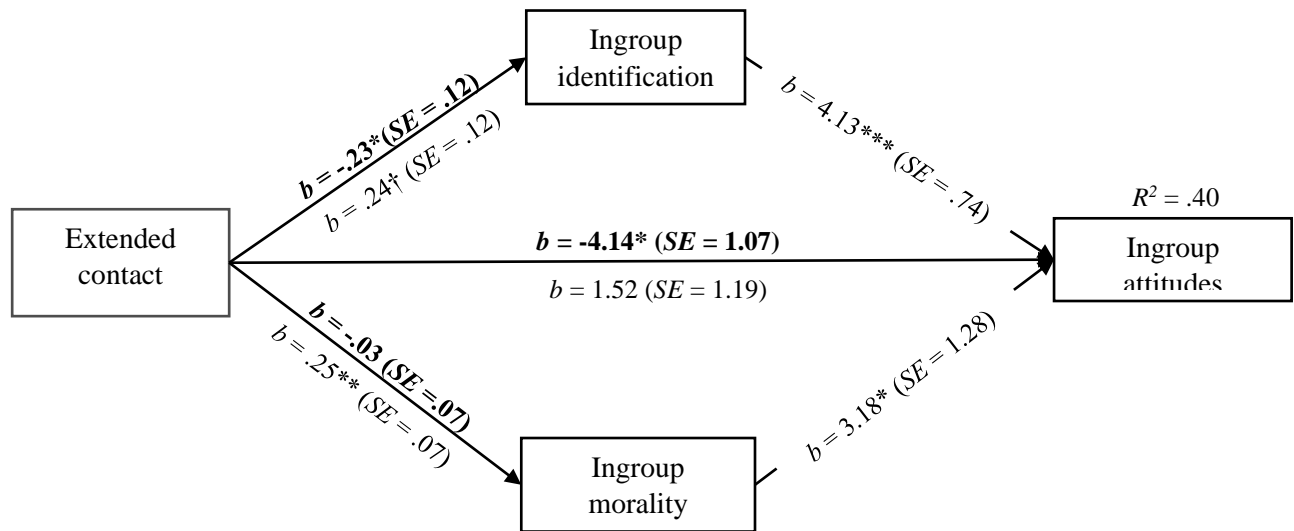 Ingroup
identification
b = -.23* (SE = .12)
b = .24† (SE = .12)
b = 4.13*** (SE = .74)
R² = .40
Extended
contact
b = -4.14* (SE = 1.07)
b = 1.52 (SE = 1.19)
Ingroup
attitudes
b = -.03 (SE =.07)
b = .25** (SE = .07)
b = 3.18* (SE = 1.28)
Ingroup
morality